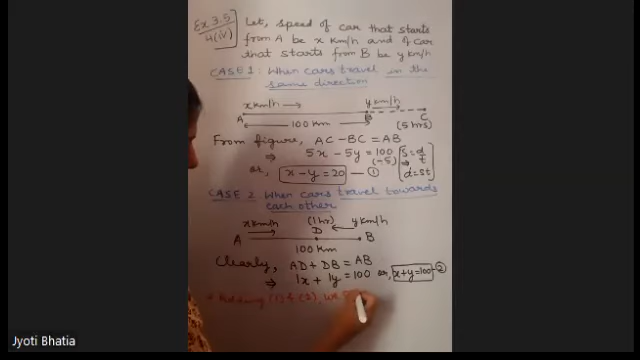 Ex 3.5 Let, speed of car that starts
4(iv) from A be x km/h and of car
that starts from B be y km/h
CASE 1: When cars travel in the
same direction
x km/h y km/h
A B C
100 km (5 hrs)
From figure, AC - BC = AB
⇒ 5x - 5y = 100 [s = d/t
(÷5) ⇒
or, x - y = 20 — ① d = st]
CASE 2 When cars travel towards
each other
x km/h (1 hr) y km/h
A D B
100 km
Clearly, AD + DB = AB
⇒ 1x + 1y = 100 or, x + y = 100 - ②
* Adding (1) & (2), we
Jyoti Bhatia